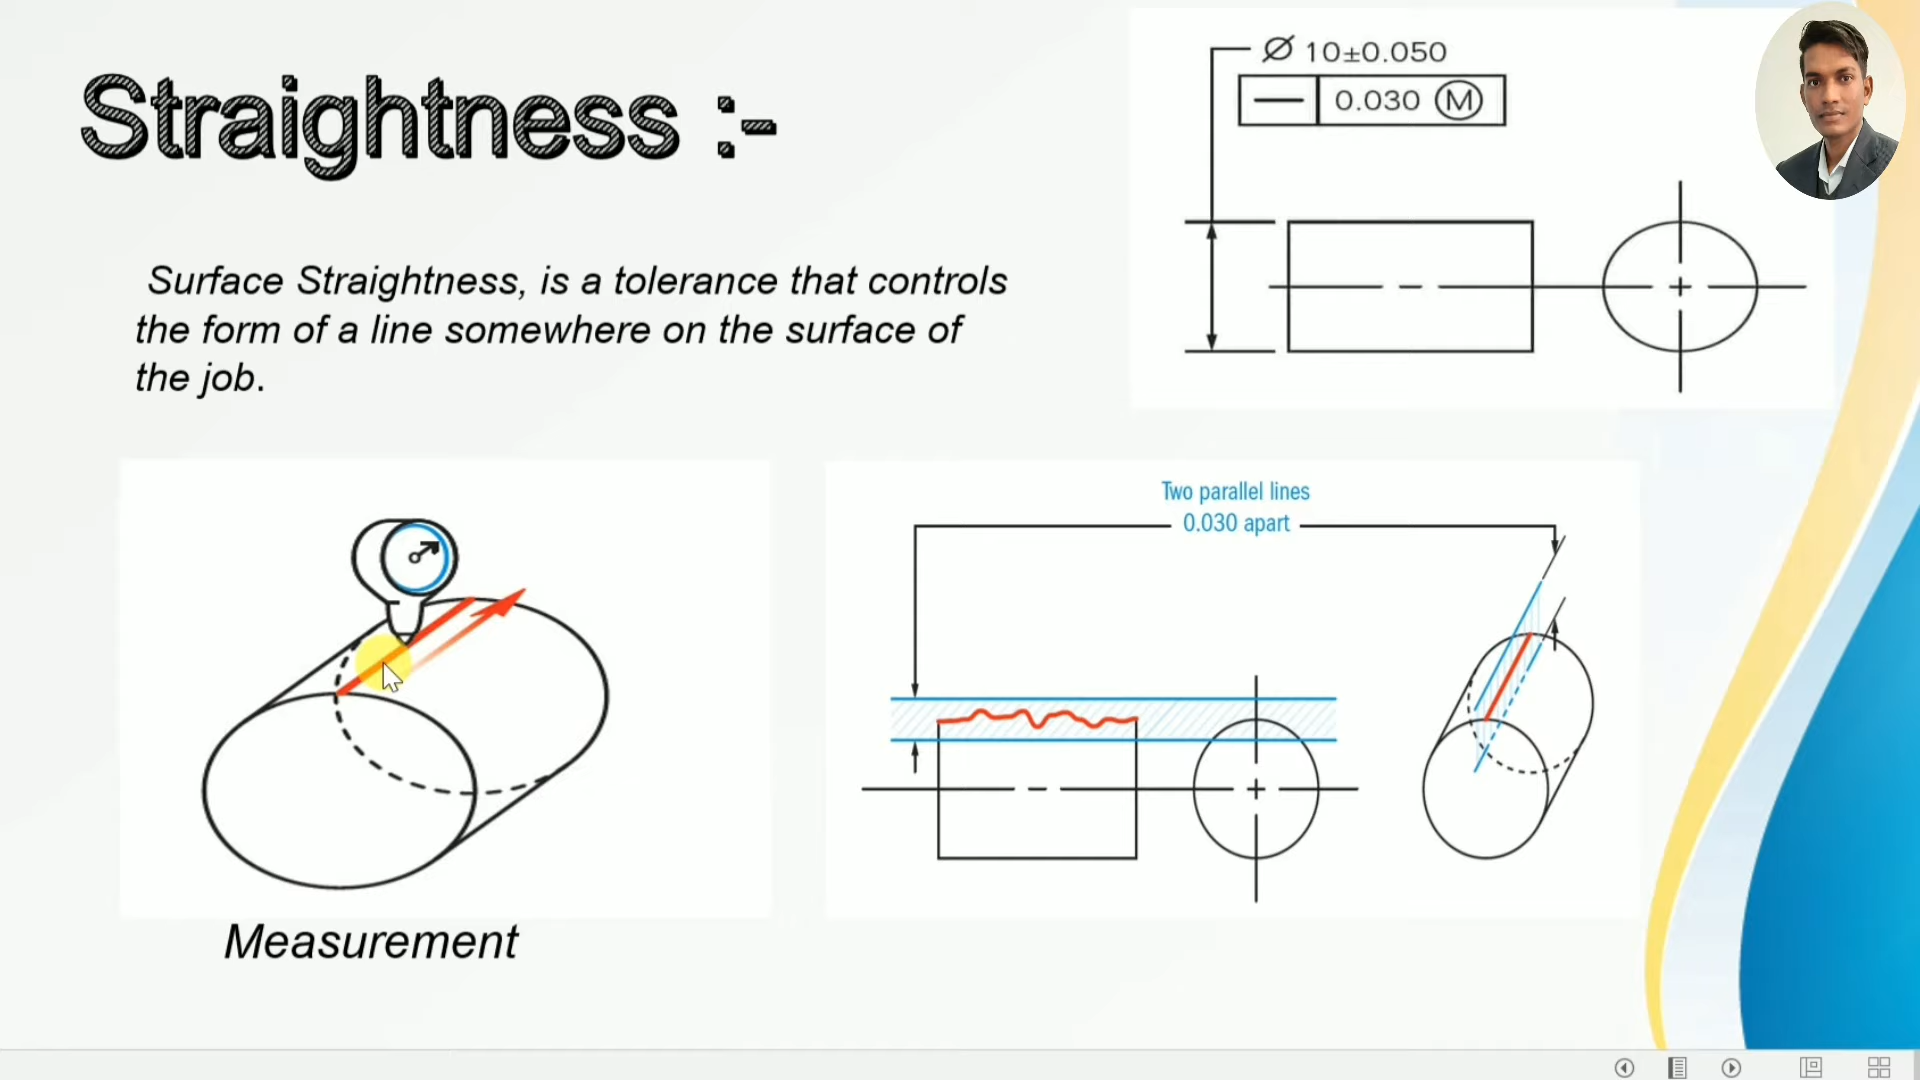 Straightness :-
Ø 10±0.050
— 0.030 Ⓜ
Surface Straightness, is a tolerance that controls
the form of a line somewhere on the surface of
the job.
Two parallel lines
0.030 apart
Measurement